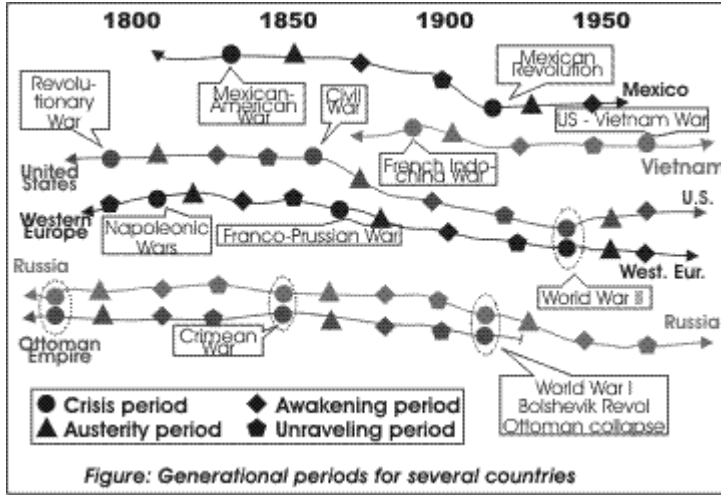 1800 1850 1900 1950
Mexican
Revolution
Revolu-
tionary
War
Mexican-
American
War
Civil
War
Mexico
US - Vietnam War
French Indo-
china War
Vietnam
United
States
U.S.
Western
Europe
Napoleonic
Wars
Franco-Prussian War
West. Eur.
Russia
World War II
Crimean
War
Russia
Ottoman
Empire
World War I
Bolshevik Revol
Ottoman collapse
Crisis period
Awakening period
Austerity period
Unraveling period
Figure: Generational periods for several countries